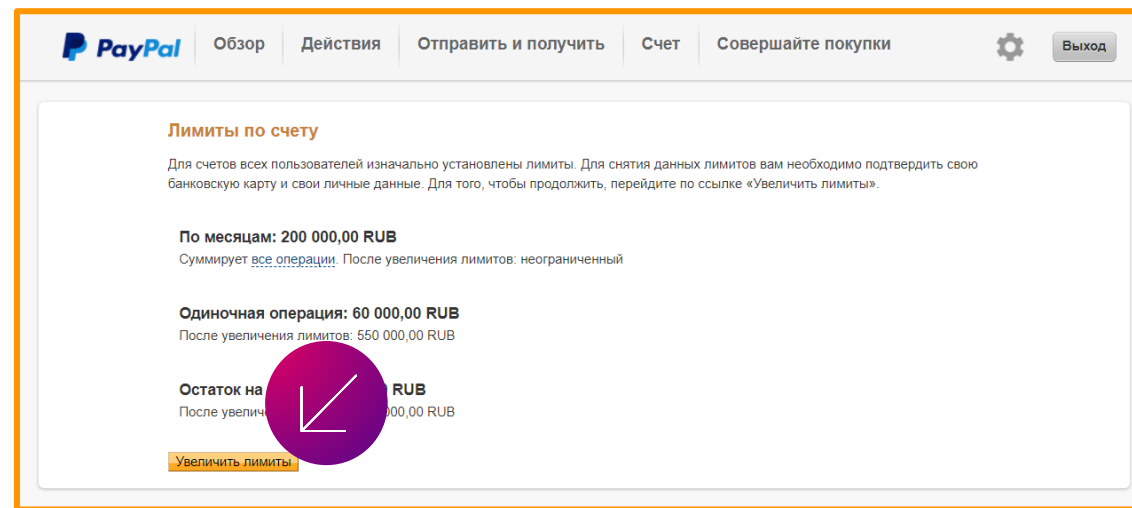 PayPal Обзор Действия Отправить и получить Счет Совершайте покупки Выход
Лимиты по счету
Для счетов всех пользователей изначально установлены лимиты. Для снятия данных лимитов вам необходимо подтвердить свою
банковскую карту и свои личные данные. Для того, чтобы продолжить, перейдите по ссылке «Увеличить лимиты».
По месяцам: 200 000,00 RUB
Суммирует все операции. После увеличения лимитов: неограниченный
Одиночная операция: 60 000,00 RUB
После увеличения лимитов: 550 000,00 RUB
Остаток на RUB
После 00,00 RUB
Увеличить лимиты